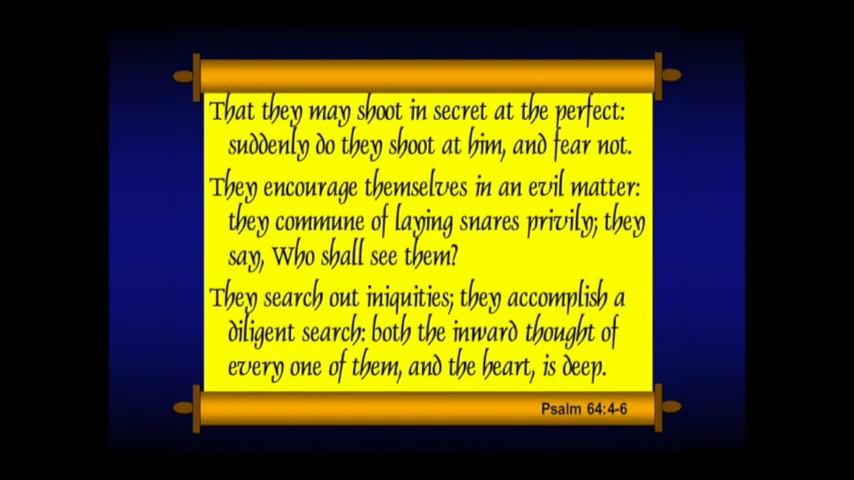 That they may shoot in secret at the perfect:
suddenly do they shoot at him, and fear not.
They encourage themselves in an evil matter:
they commune of laying snares privily; they
say, Who shall see them?
They search out iniquities; they accomplish a
diligent search: both the inward thought of
every one of them, and the heart, is deep.
Psalm 64:4-6